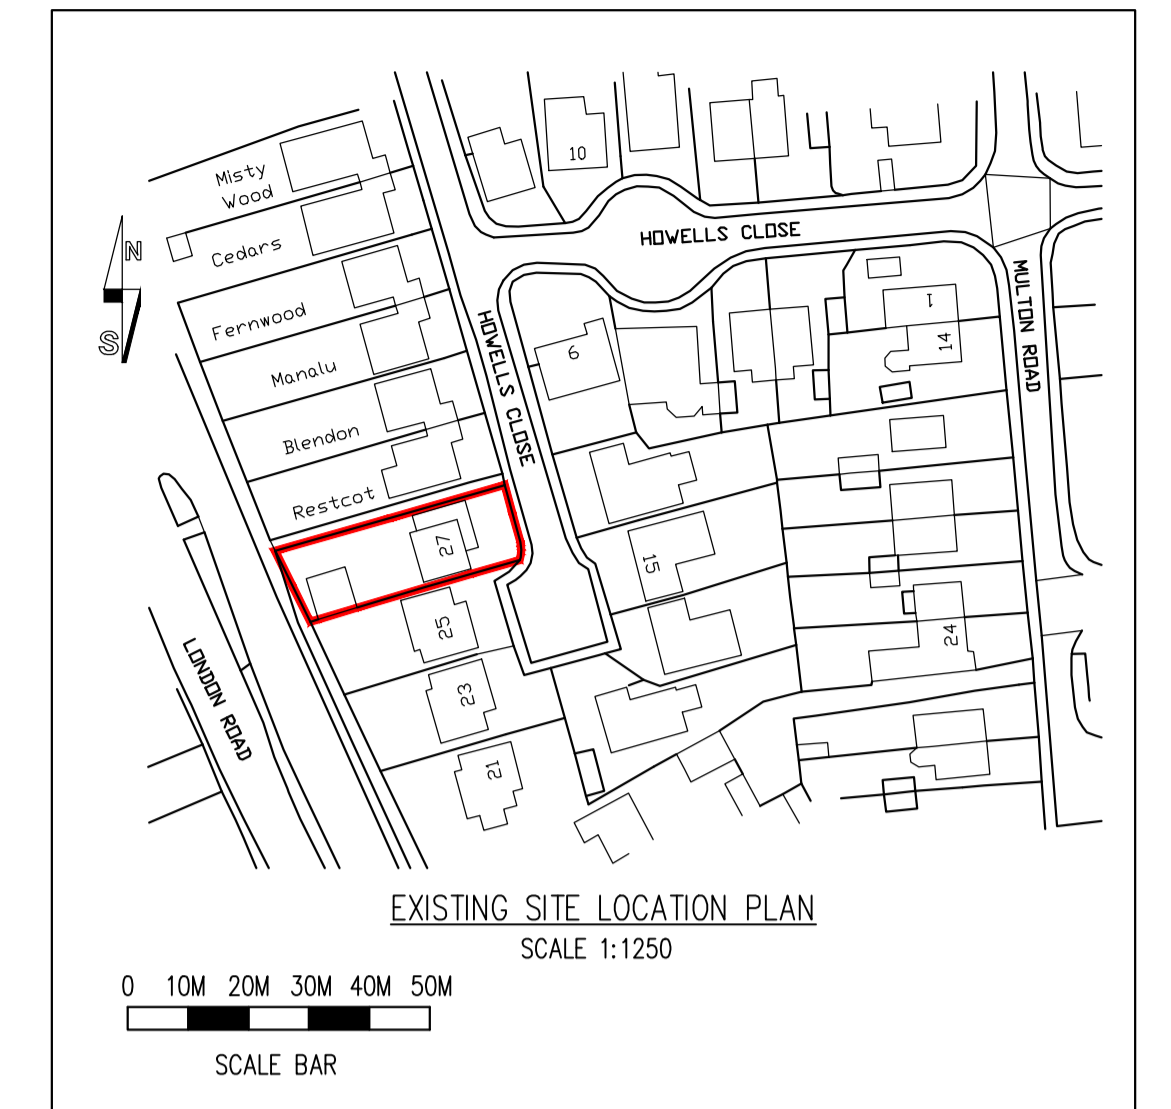 Misty
Wood
10
Cedars
HOWELLS CLOSE
N
MULTON ROAD
Fernwood
1
S
HOWELLS CLOSE
14
6
Manalu
Blendon
Restcot
27
15
25
24
LONDON ROAD
23
21
EXISTING SITE LOCATION PLAN
SCALE 1:1250
0 10M 20M 30M 40M 50M
SCALE BAR